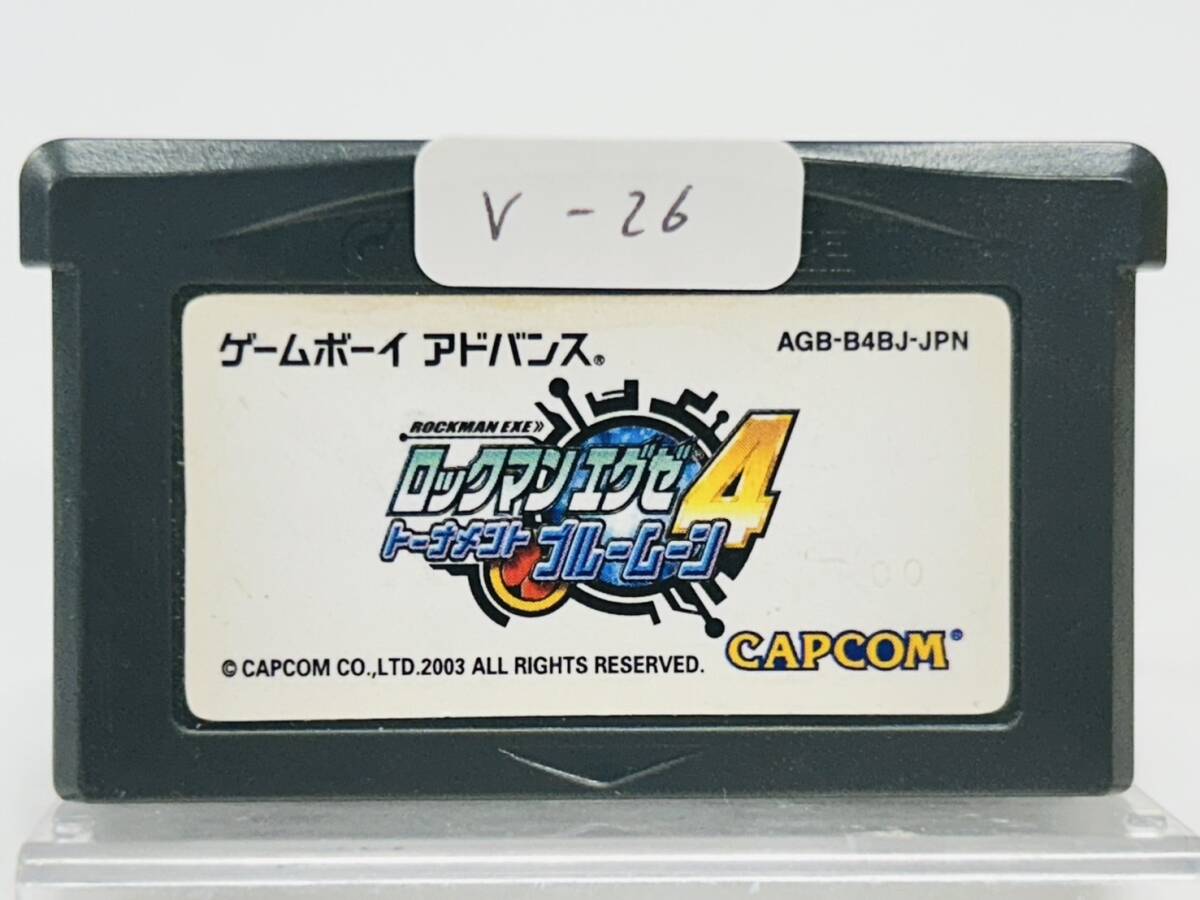 V - 26
ゲームボーイ アドバンス®
AGB-B4BJ-JPN
ROCKMAN EXE»
ロックマンエグゼ4
トーナメント ブルームーン
CAPCOM®
© CAPCOM CO.,LTD.2003 ALL RIGHTS RESERVED.